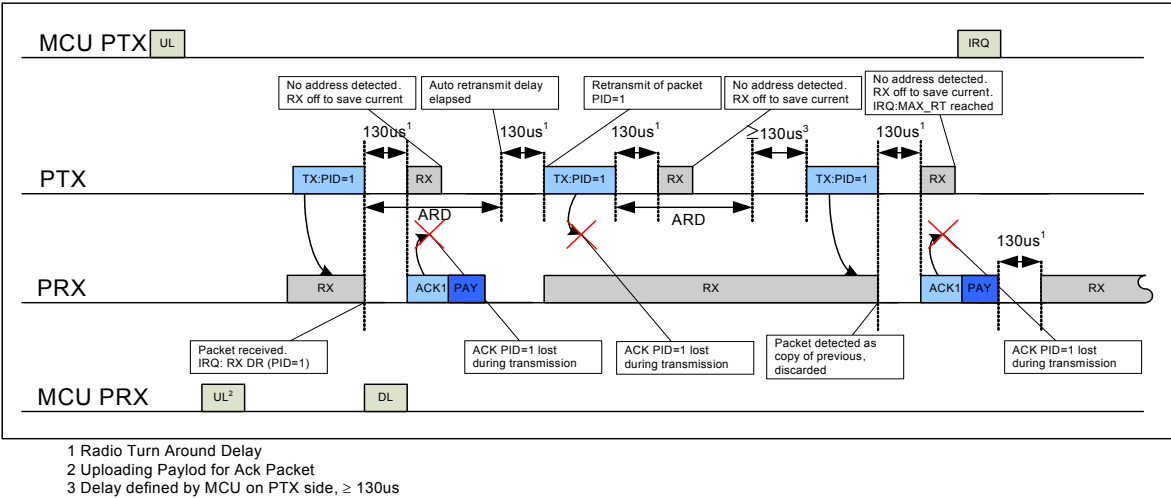 MCU PTX
UL
IRQ
No address detected.
RX off to save current
Auto retransmit delay
elapsed
Retransmit of packet
PID=1
No address detected.
RX off to save current
No address detected.
RX off to save current.
IRQ:MAX_RT reached
130us¹
130us¹
130us¹
≥130us³
130us¹
PTX
TX:PID=1
RX
TX:PID=1
RX
TX:PID=1
RX
ARD
ARD
130us¹
PRX
RX
ACK1
PAY
RX
ACK1
PAY
RX
Packet received.
IRQ: RX DR (PID=1)
ACK PID=1 lost
during transmission
ACK PID=1 lost
during transmission
Packet detected as
copy of previous,
discarded
ACK PID=1 lost
during transmission
MCU PRX
UL²
DL
1 Radio Turn Around Delay
2 Uploading Paylod for Ack Packet
3 Delay defined by MCU on PTX side, ≥ 130us